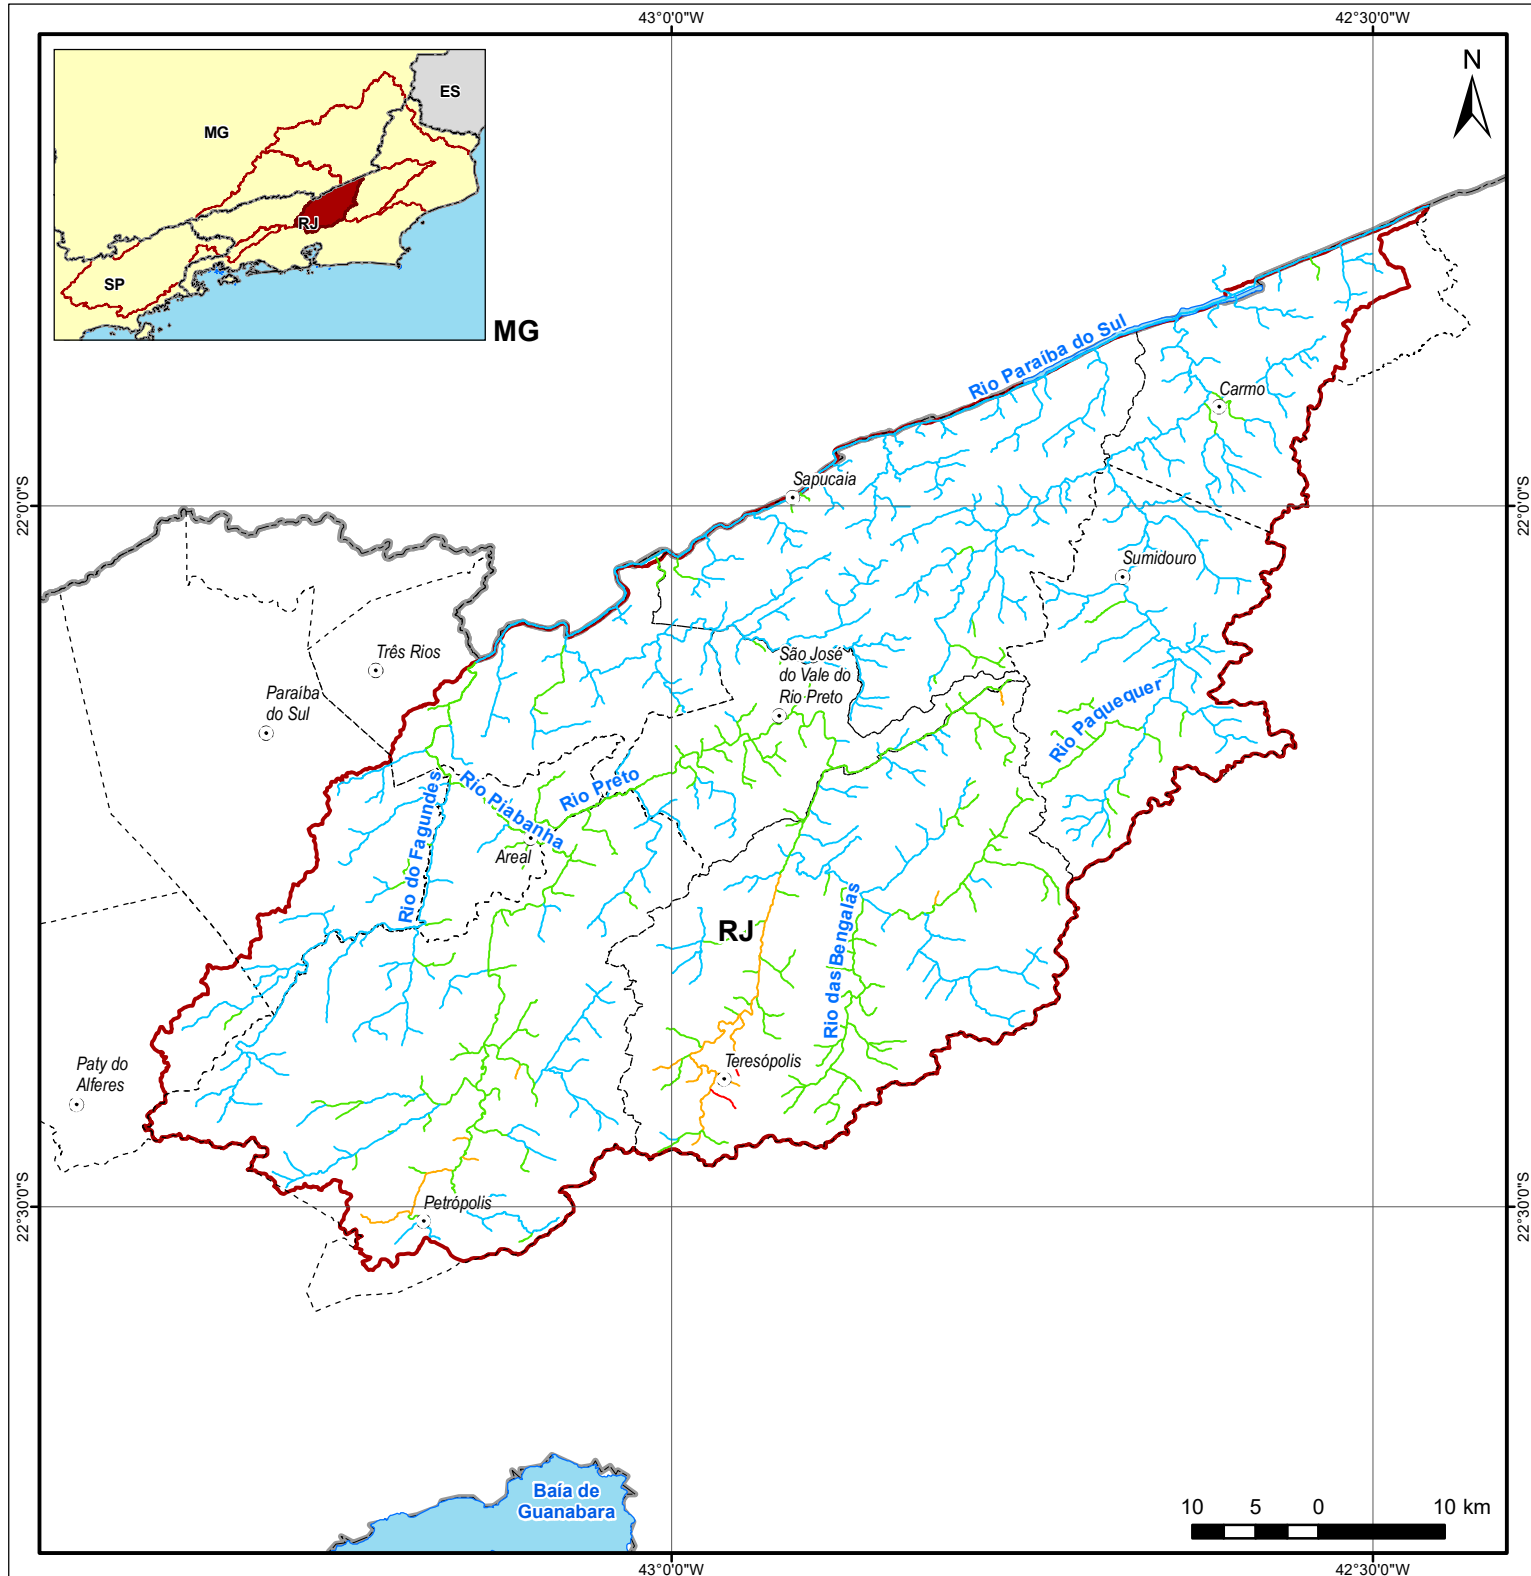 43°0'0"W
42°30'0"W
N
ES
MG
RJ
SP
MG
Rio Paraíba do Sul
Carmo
Sapucaia
22°0'0"S
22°0'0"S
Sumidouro
Três Rios
São José
do Vale do
Rio Preto
Paraíba
do Sul
Rio Paquequer
Rio Preto
Rio Piabanha
Rio do Fagundes
Areal
Rio das Bengalas
RJ
Teresópolis
Paty do
Alferes
Petrópolis
22°30'0"S
22°30'0"S
Baía de
Guanabara
10 5 0 10 km
43°0'0"W
42°30'0"W